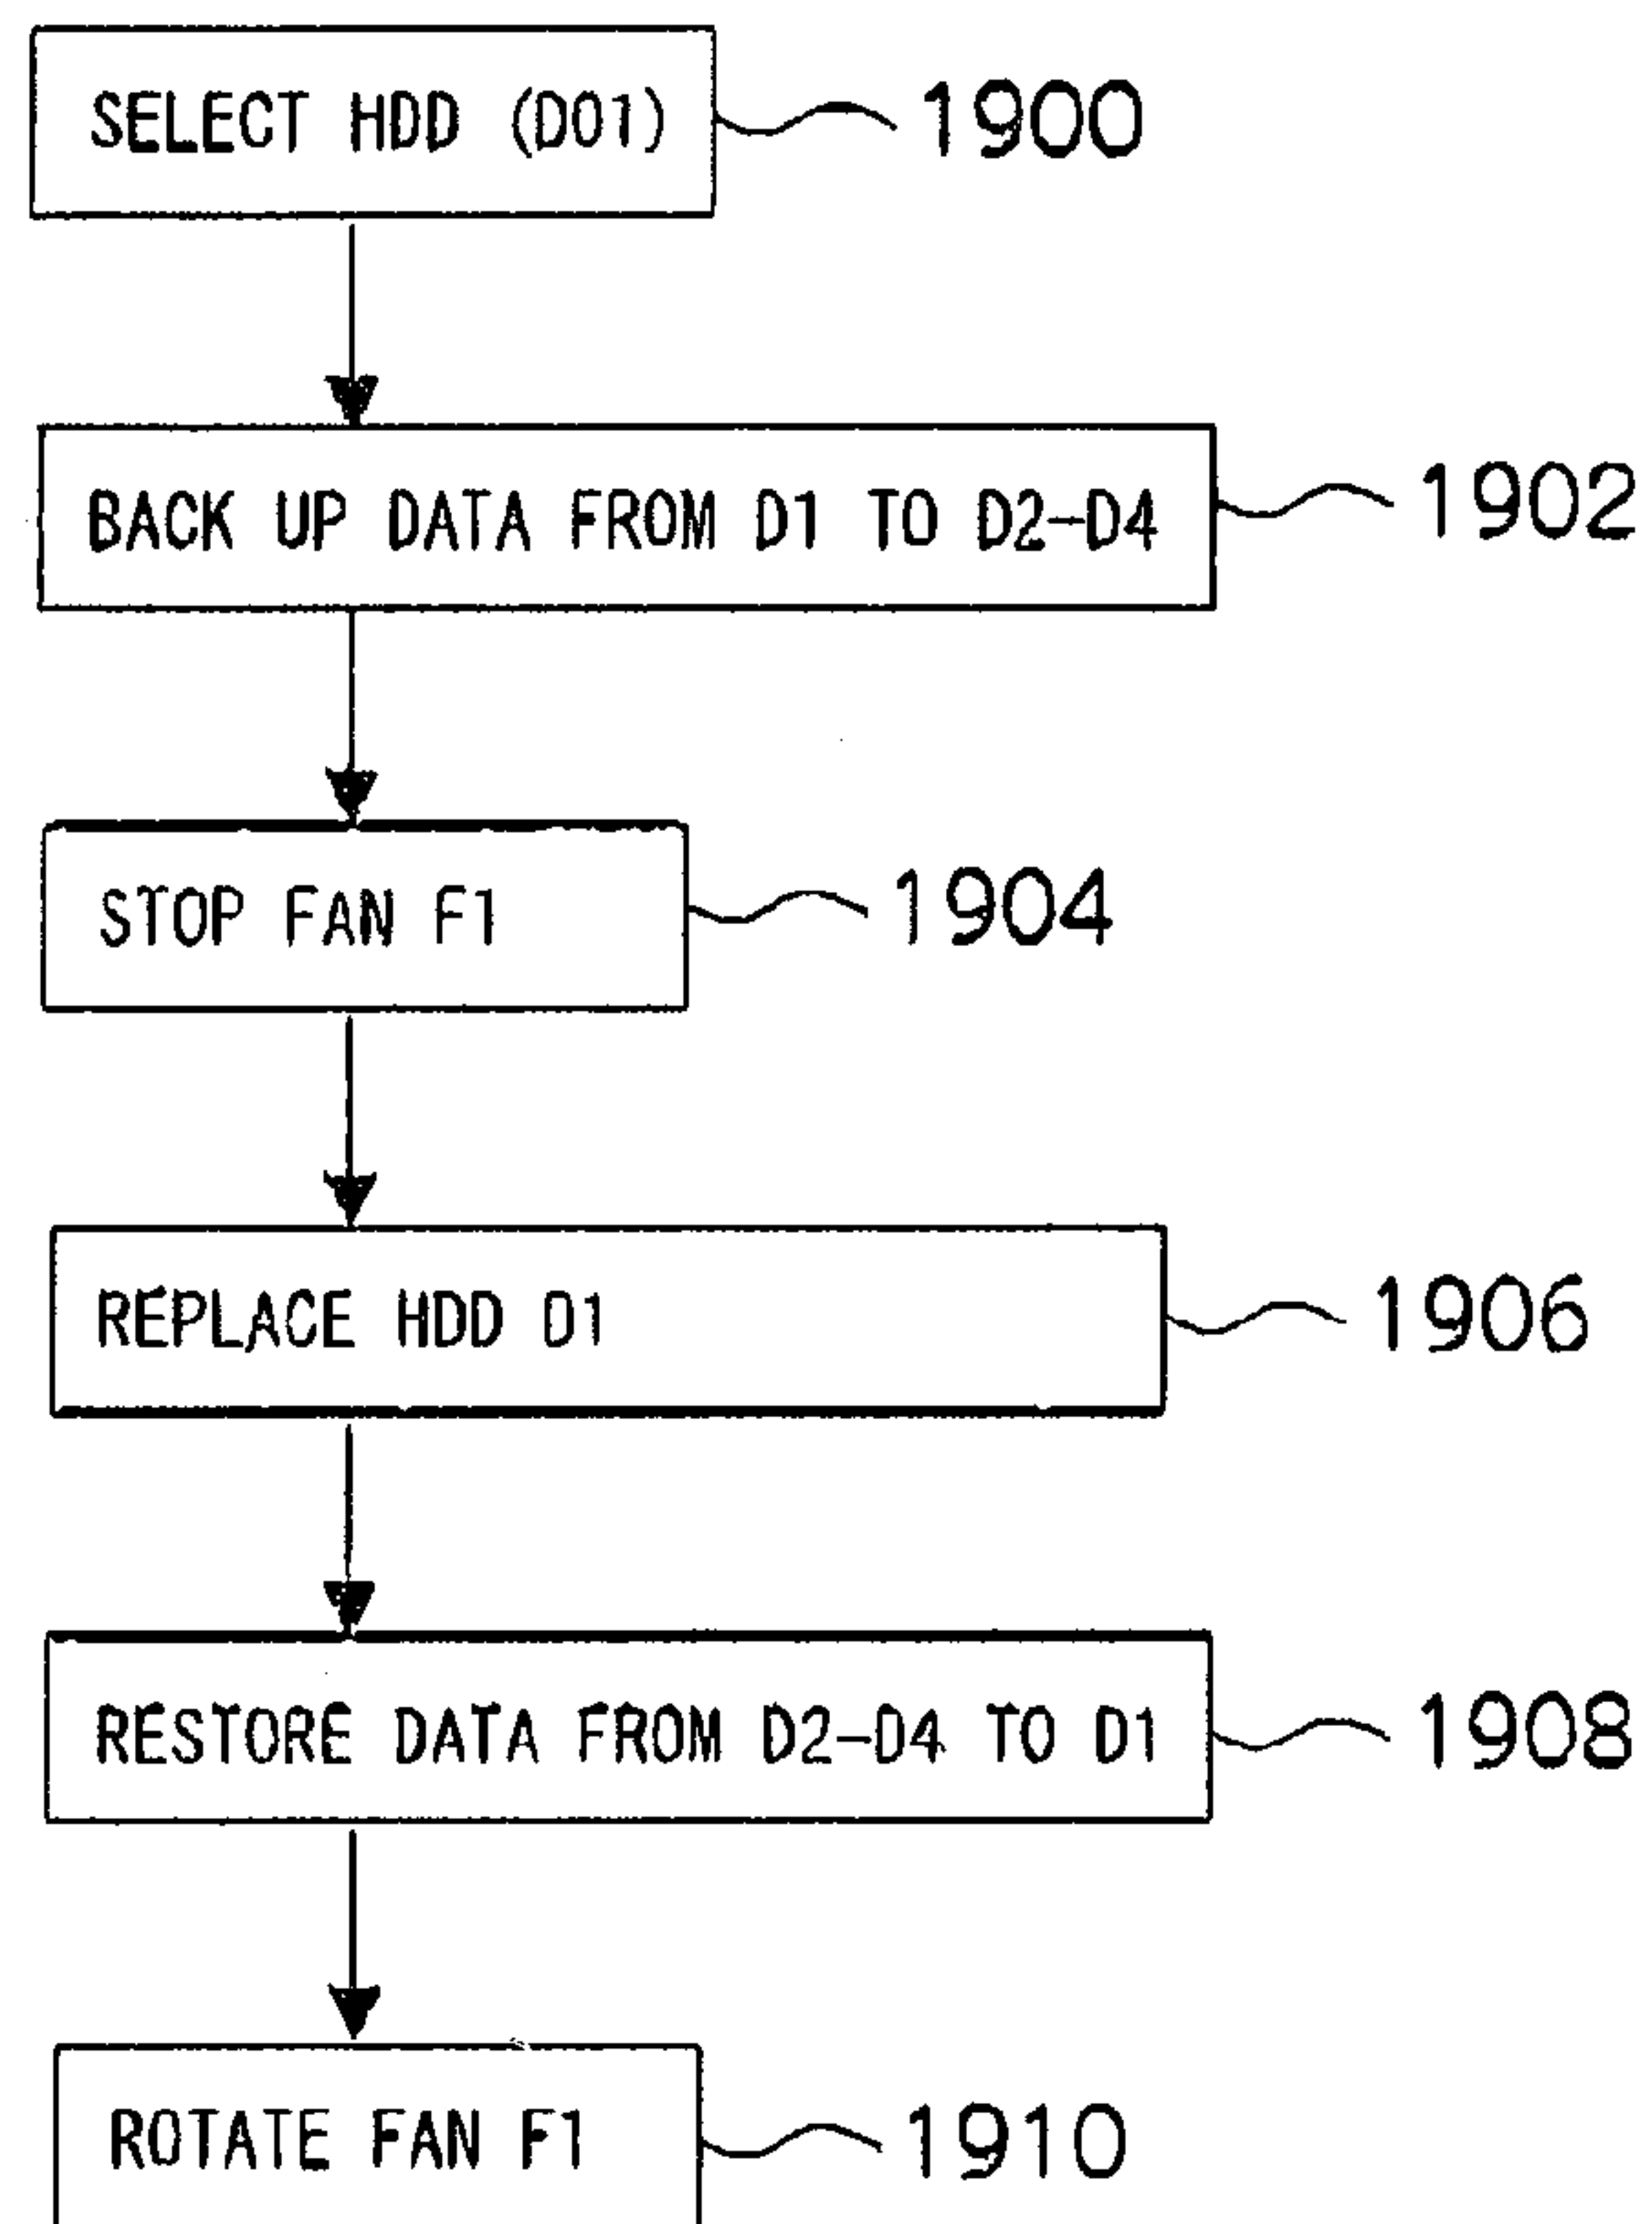 SELECT HDD (D01) 1900
BACK UP DATA FROM D1 TO D2-D4 1902
STOP FAN F1 1904
REPLACE HDD D1 1906
RESTORE DATA FROM D2-D4 TO D1 1908
ROTATE FAN F1 1910